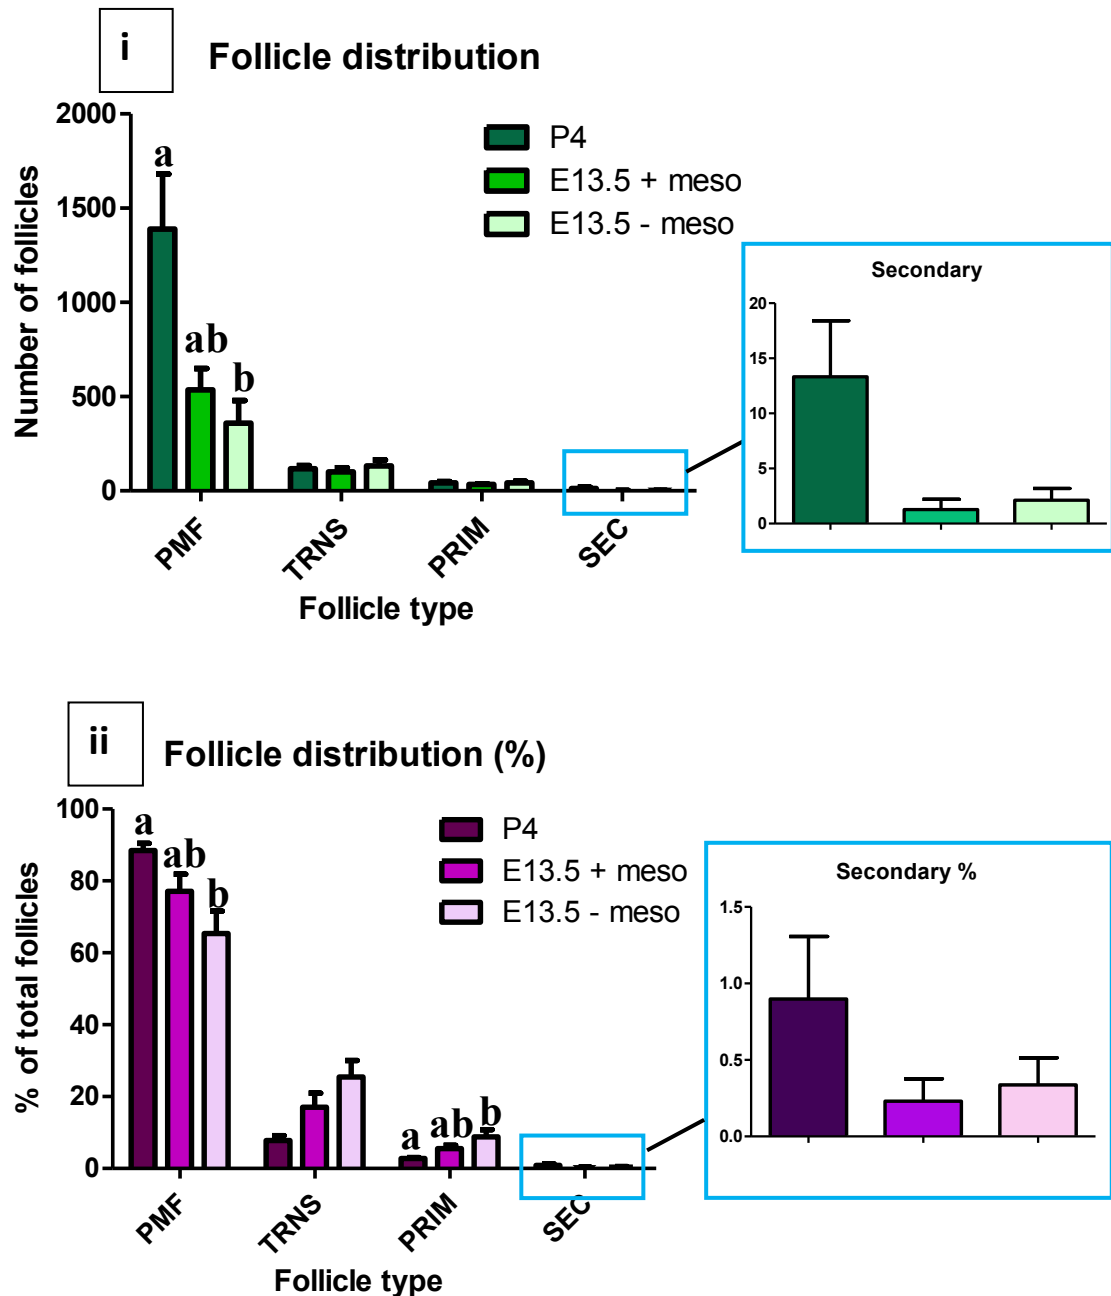 i
Follicle distribution
2000
1500
1000
500
0
Number of follicles
a
ab
b
P4
E13.5 + meso
E13.5 - meso
PMF
TRNS
PRIM
SEC
Follicle type
Secondary
20
15
10
5
0
ii
Follicle distribution (%)
100
80
60
40
20
0
% of total follicles
a
ab
b
a
ab
b
P4
E13.5 + meso
E13.5 - meso
PMF
TRNS
PRIM
SEC
Follicle type
Secondary %
1.5
1.0
0.5
0.0